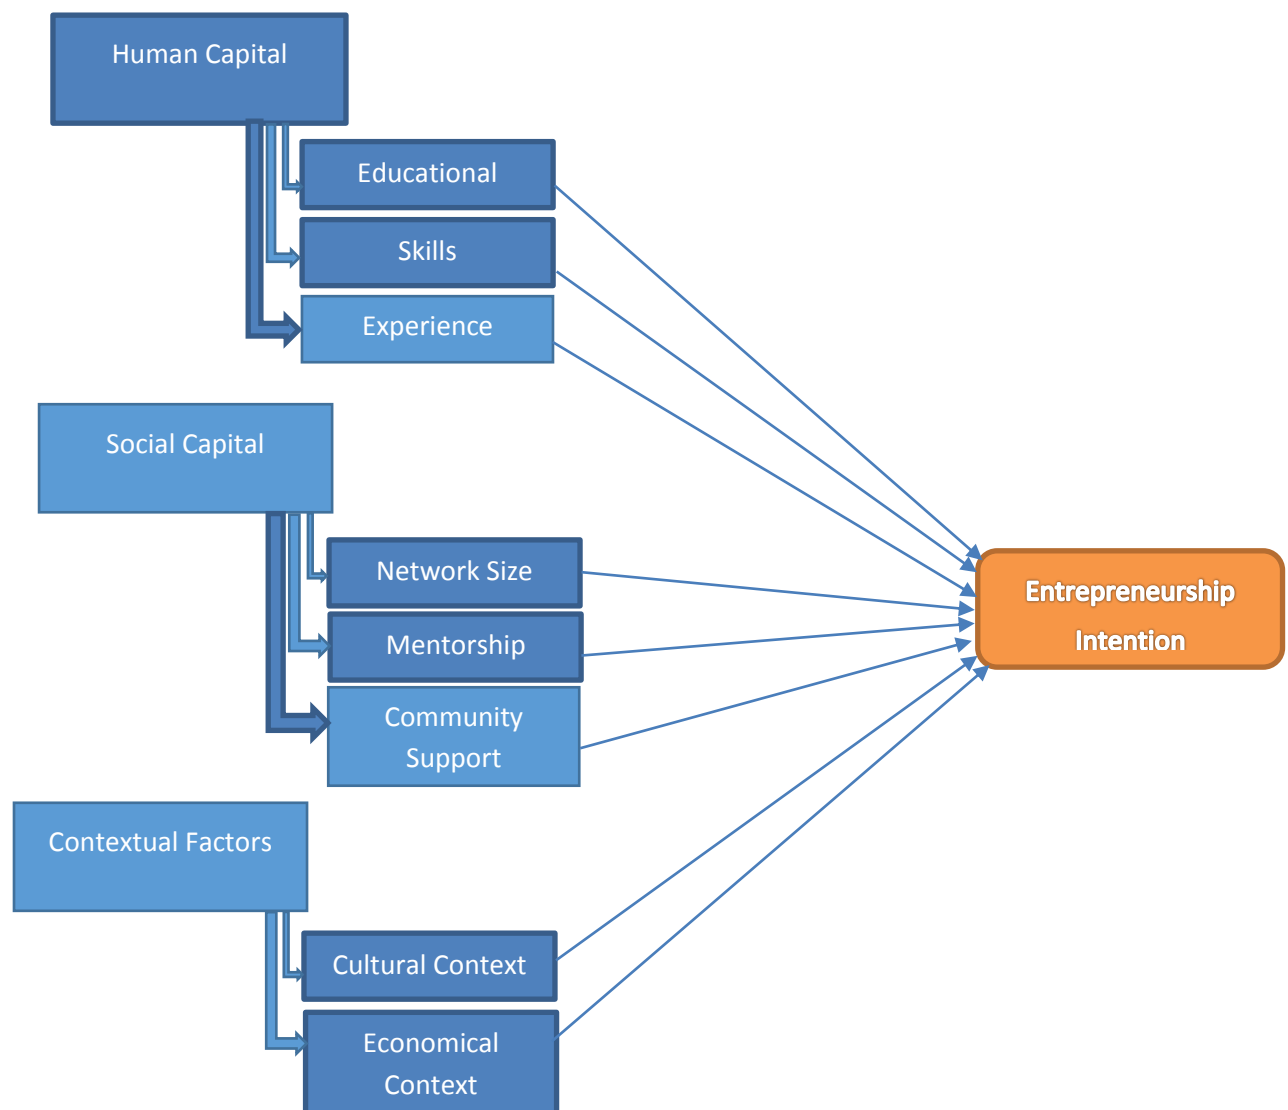 Human Capital
Educational
Skills
Experience
Social Capital
Network Size
Mentorship
Community
Support
Entrepreneurship
Intention
Contextual Factors
Cultural Context
Economical
Context